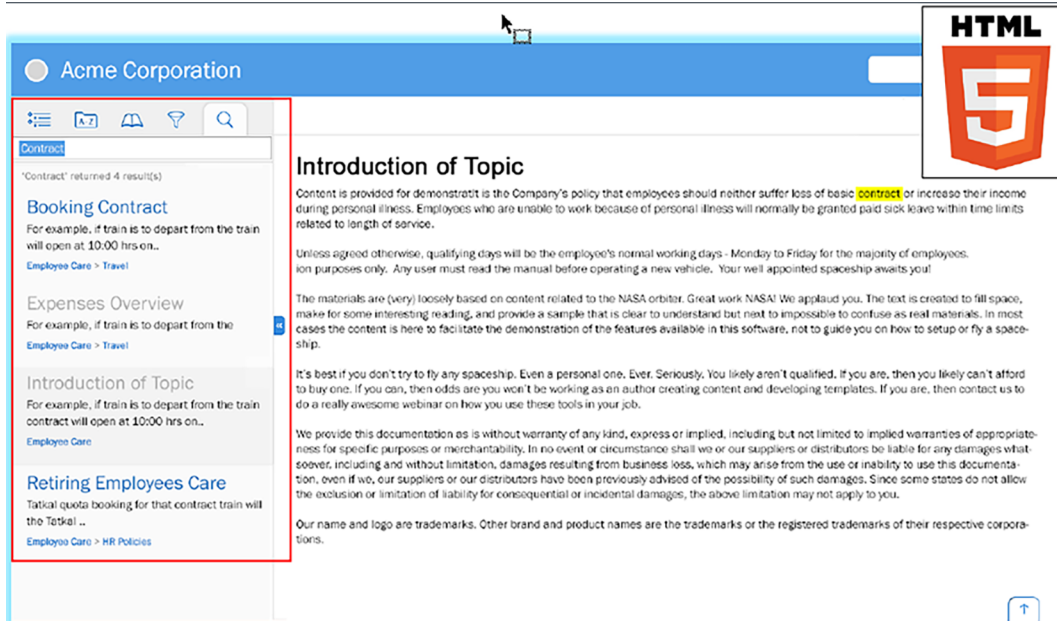 HTML
5
Acme Corporation
A-Z
Contract
'Contract' returned 4 result(s)
Booking Contract
For example, if train is to depart from the train
will open at 10:00 hrs on..
Employee Care > Travel
Expenses Overview
For example, if train is to depart from the
Employee Care > Travel
«
Introduction of Topic
For example, if train is to depart from the train
contract will open at 10:00 hrs on..
Employee Care
Retiring Employees Care
Tatkal quota booking for that contract train will
the Tatkal ..
Employee Care > HR Policies
Introduction of Topic
Content is provided for demonstratit is the Company's policy that employees should neither suffer loss of basic contract or increase their income
during personal illness. Employees who are unable to work because of personal illness will normally be granted paid sick leave within time limits
related to length of service.
Unless agreed otherwise, qualifying days will be the employee's normal working days - Monday to Friday for the majority of employees.
ion purposes only. Any user must read the manual before operating a new vehicle. Your well appointed spaceship awaits you!
The materials are (very) loosely based on content related to the NASA orbiter. Great work NASA! We applaud you. The text is created to fill space,
make for some interesting reading, and provide a sample that is clear to understand but next to impossible to confuse as real materials. In most
cases the content is here to facilitate the demonstration of the features available in this software, not to guide you on how to setup or fly a space-
ship.
It's best if you don't try to fly any spaceship. Even a personal one. Ever. Seriously. You likely aren't qualified. If you are, then you likely can't afford
to buy one. If you can, then odds are you won't be working as an author creating content and developing templates. If you are, then contact us to
do a really awesome webinar on how you use these tools in your job.
We provide this documentation as is without warranty of any kind, express or implied, including but not limited to implied warranties of appropriate-
ness for specific purposes or merchantability. In no event or circumstance shall we or our suppliers or distributors be liable for any damages what-
soever, including and without limitation, damages resulting from business loss, which may arise from the use or inability to use this documenta-
tion, even if we, our suppliers or our distributors have been previously advised of the possibility of such damages. Since some states do not allow
the exclusion or limitation of liability for consequential or incidental damages, the above limitation may not apply to you.
Our name and logo are trademarks. Other brand and product names are the trademarks or the registered trademarks of their respective corpora-
tions.